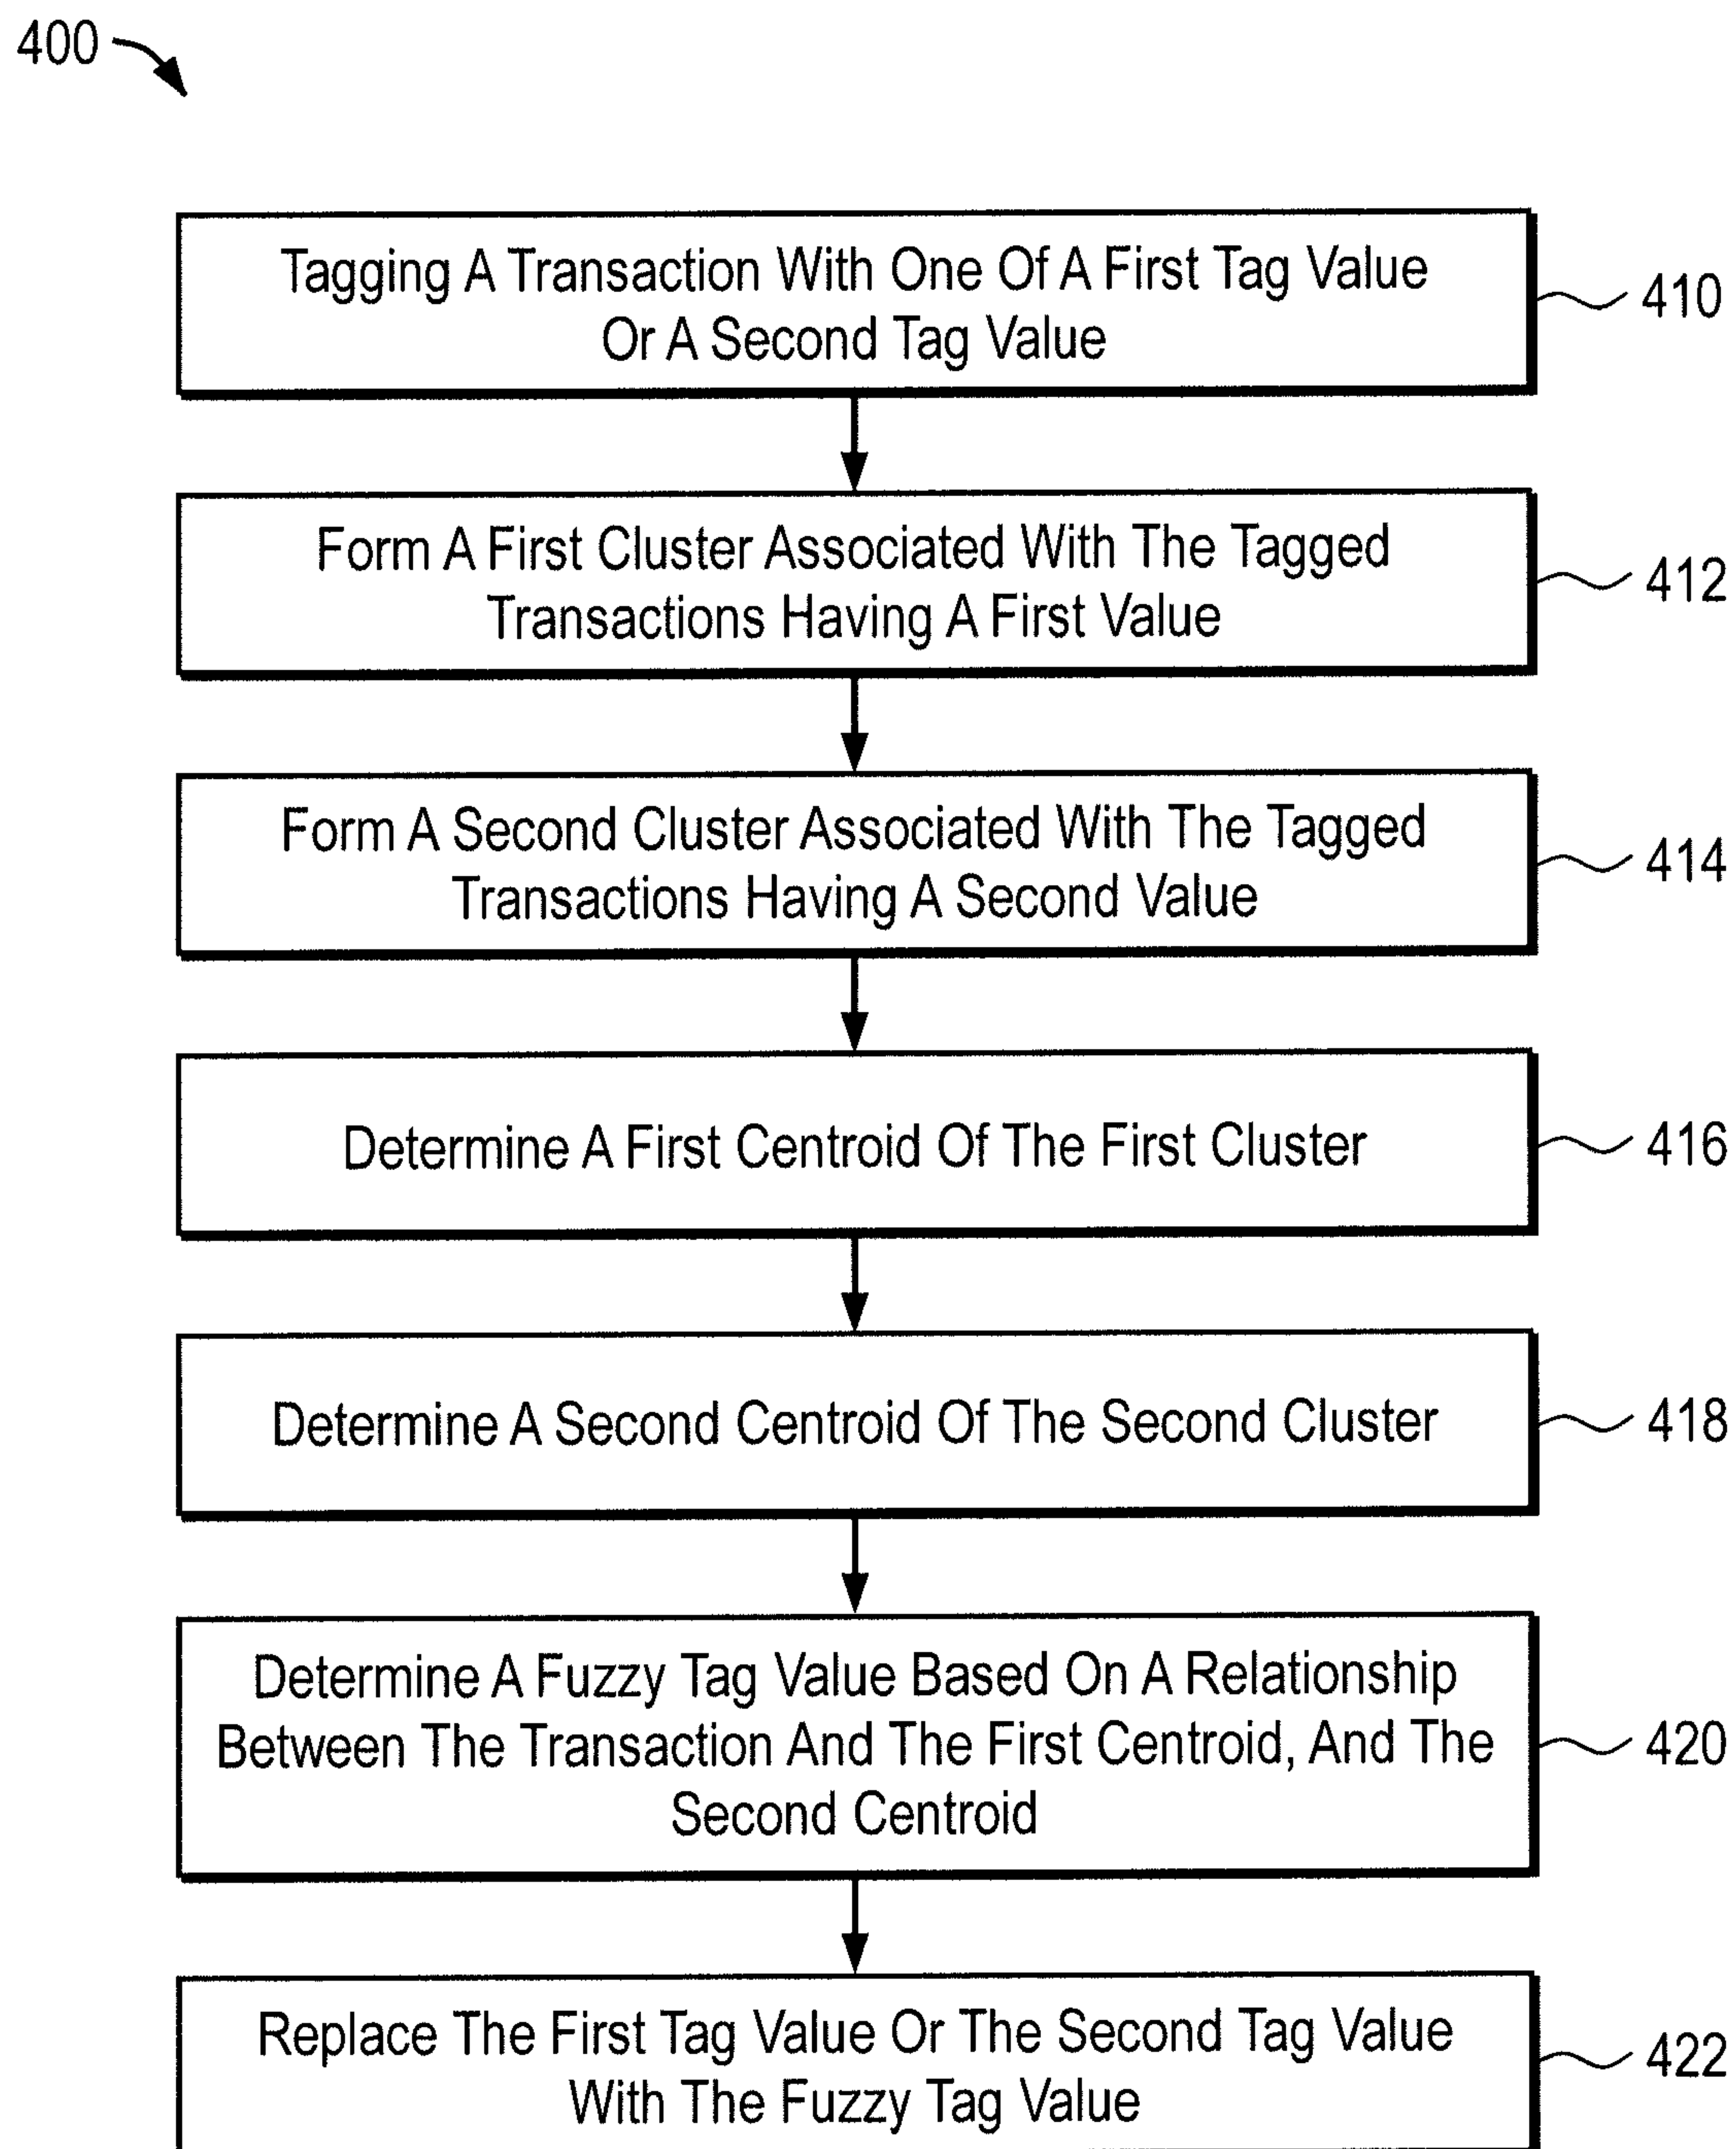 400
Tagging A Transaction With One Of A First Tag Value
Or A Second Tag Value
410
Form A First Cluster Associated With The Tagged
Transactions Having A First Value
412
Form A Second Cluster Associated With The Tagged
Transactions Having A Second Value
414
Determine A First Centroid Of The First Cluster
416
Determine A Second Centroid Of The Second Cluster
418
Determine A Fuzzy Tag Value Based On A Relationship
Between The Transaction And The First Centroid, And The
Second Centroid
420
Replace The First Tag Value Or The Second Tag Value
With The Fuzzy Tag Value
422